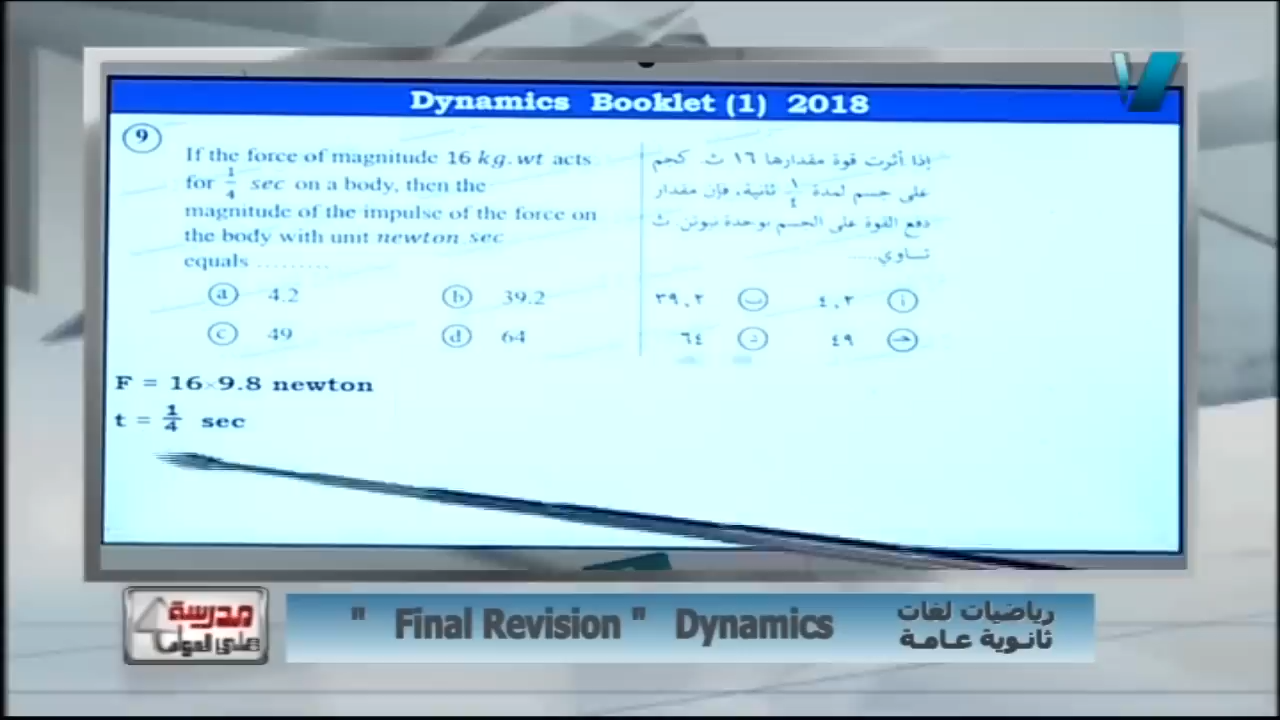 Dynamics Booklet (1) 2018
9
If the force of magnitude 16 kg.wt acts
for 1/4 sec on a body, then the
magnitude of the impulse of the force on
the body with unit newton.sec
equals .........
a 4.2 b 39.2
c 49 d 64
إذا أثرت قوة مقدارها ١٦ ث. كجم
على جسم لمدة ١/٤ ثانية، فإن مقدار
دفع القوة على الجسم بوحدة نيوتن. ث
تساوي.....
أ ٤,٢ ب ٣٩,٢
جـ ٤٩ د ٦٤
F = 16×9.8 newton
t = 1/4 sec
مدرسة
على الهواء
" Final Revision " Dynamics
رياضيات لغات
ثانوية عامة